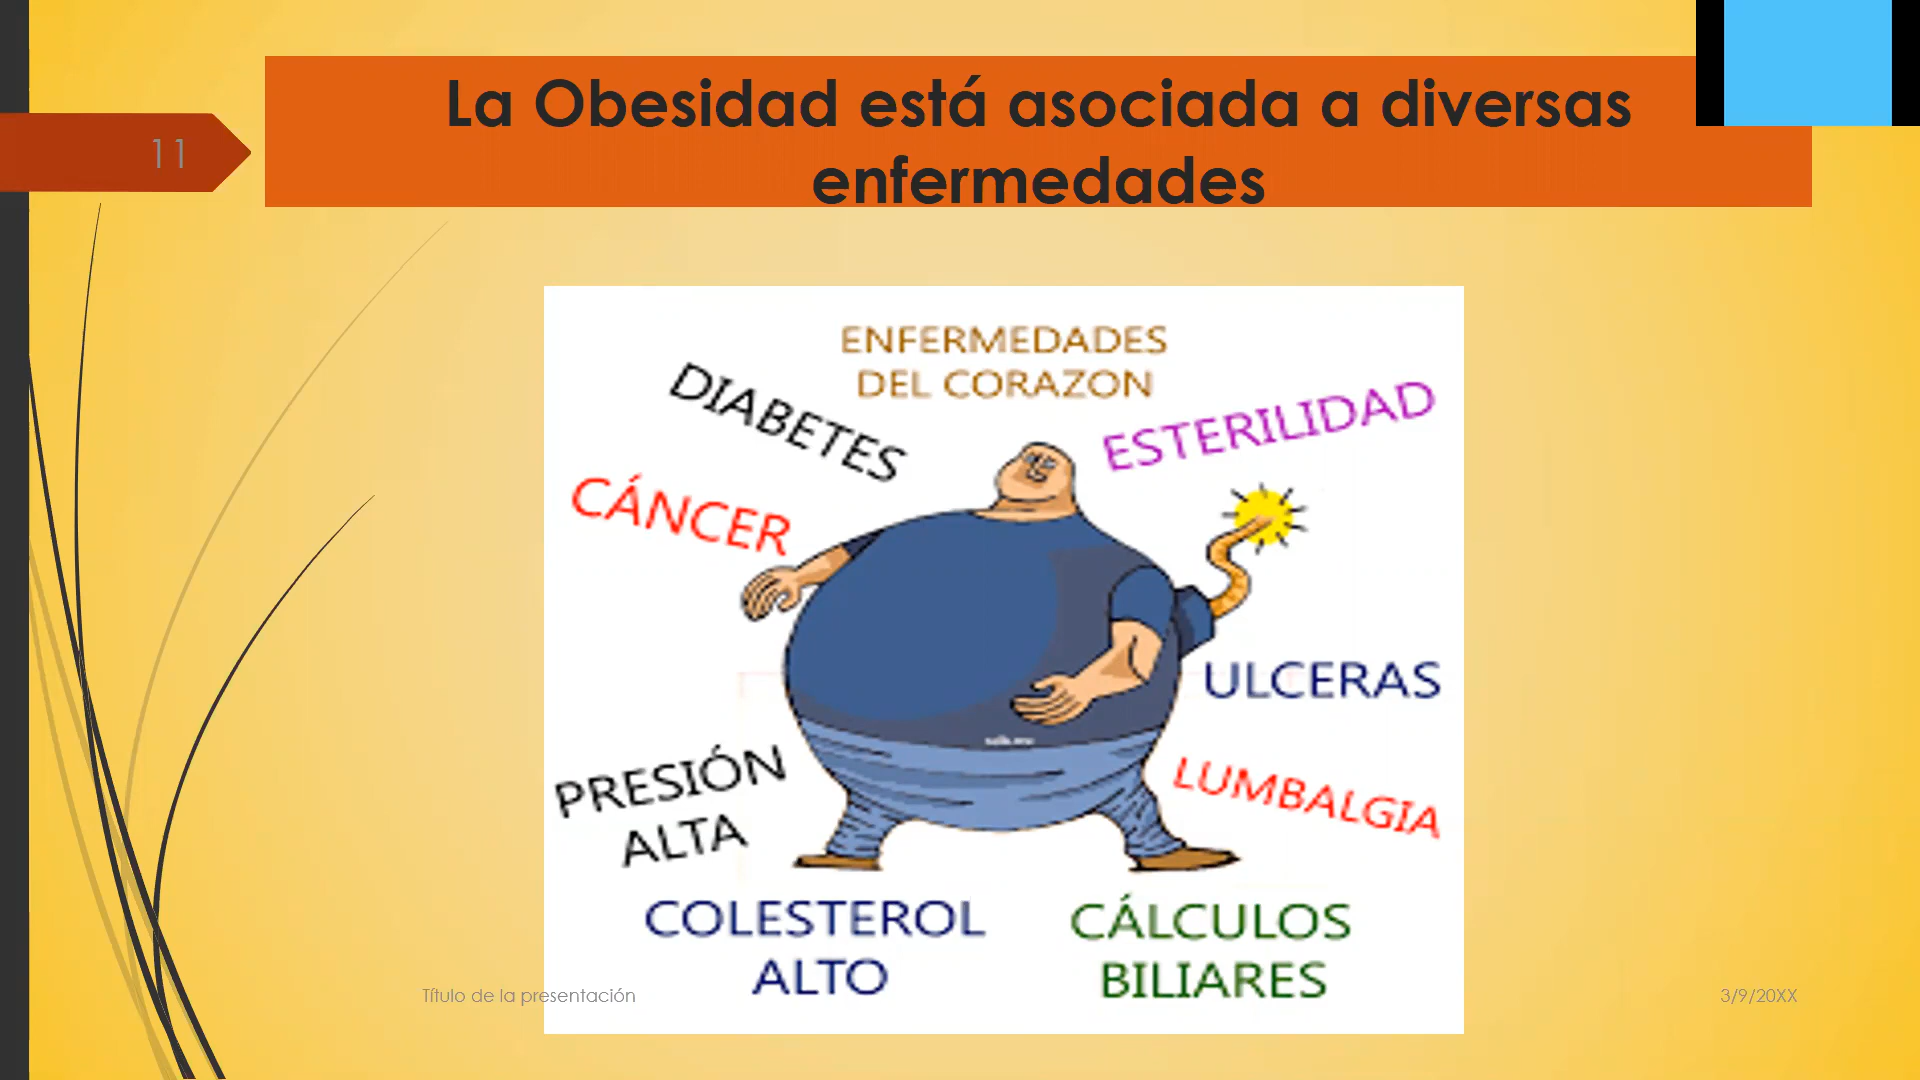 11
La Obesidad está asociada a diversas
enfermedades
ENFERMEDADES
DEL CORAZON
DIABETES
ESTERILIDAD
CÁNCER
ULCERAS
PRESIÓN
ALTA
LUMBALGIA
COLESTEROL
ALTO
CÁLCULOS
BILIARES
Título de la presentación
3/9/20XX